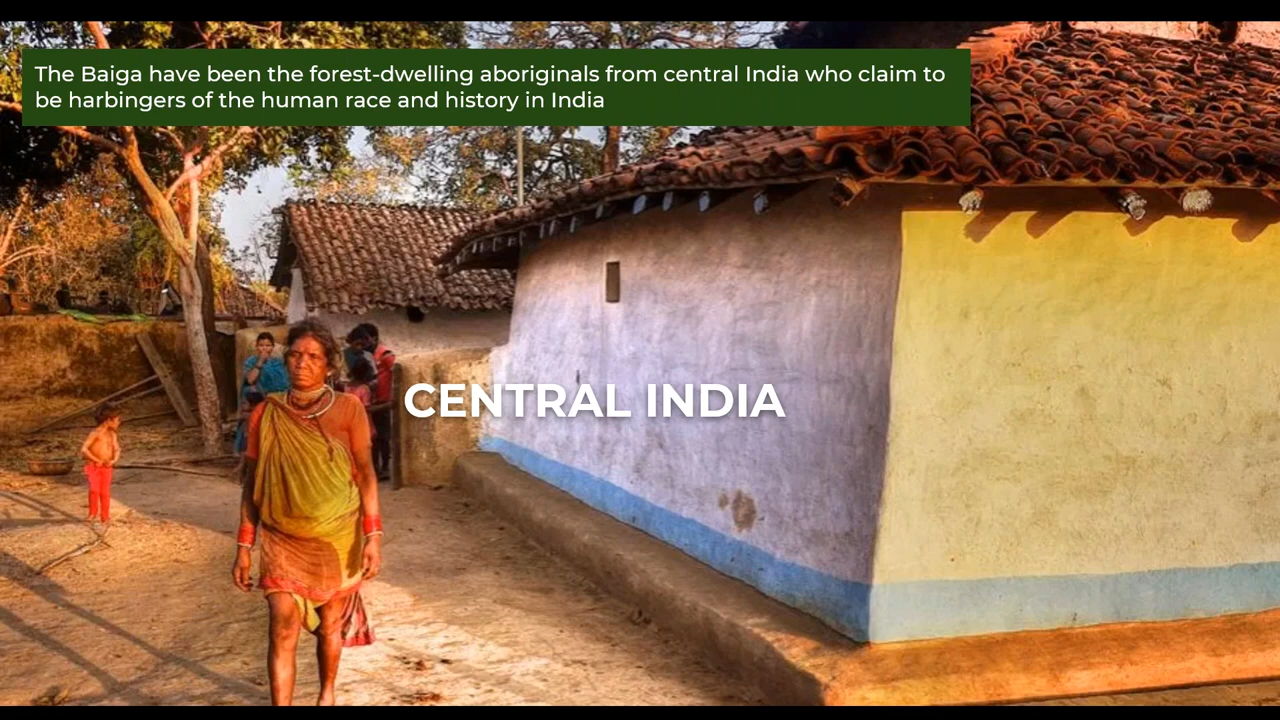 The Baiga have been the forest-dwelling aboriginals from central India who claim to
be harbingers of the human race and history in India
CENTRAL INDIA